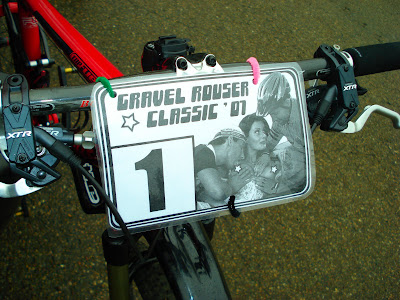 GRAVEL ROUSER
CLASSIC '07
1
XTR
XTR